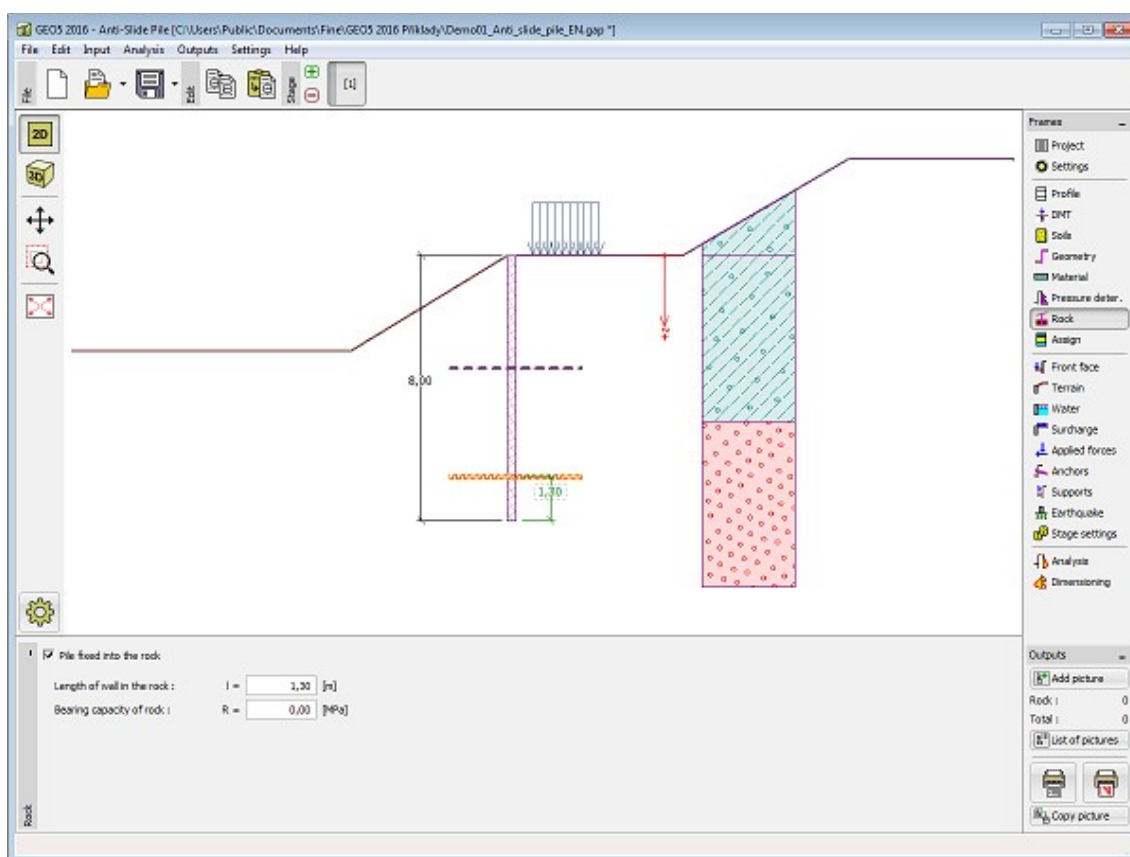 GEO5 2016 - Anti-Slide Pile [C:\Users\Public\Documents\Fine\GEO5 2016 Příklady\Demo01_Anti_slide_pile_EN.gap *]
File Edit Input Analysis Outputs Settings Help
File
Edit
Stage
[1]
2D
3D
8,00
+z
1,30
Frames
Project
Settings
Profile
DMT
Soils
Geometry
Material
Pressure deter.
Rock
Assign
Front face
Terrain
Water
Surcharge
Applied forces
Anchors
Supports
Earthquake
Stage settings
Analysis
Dimensioning
Pile fixed into the rock
Length of wall in the rock : l = 1,30 [m]
Bearing capacity of rock : R = 0,00 [MPa]
Rock
Outputs
Add picture
Rock : 0
Total : 0
List of pictures
Copy picture